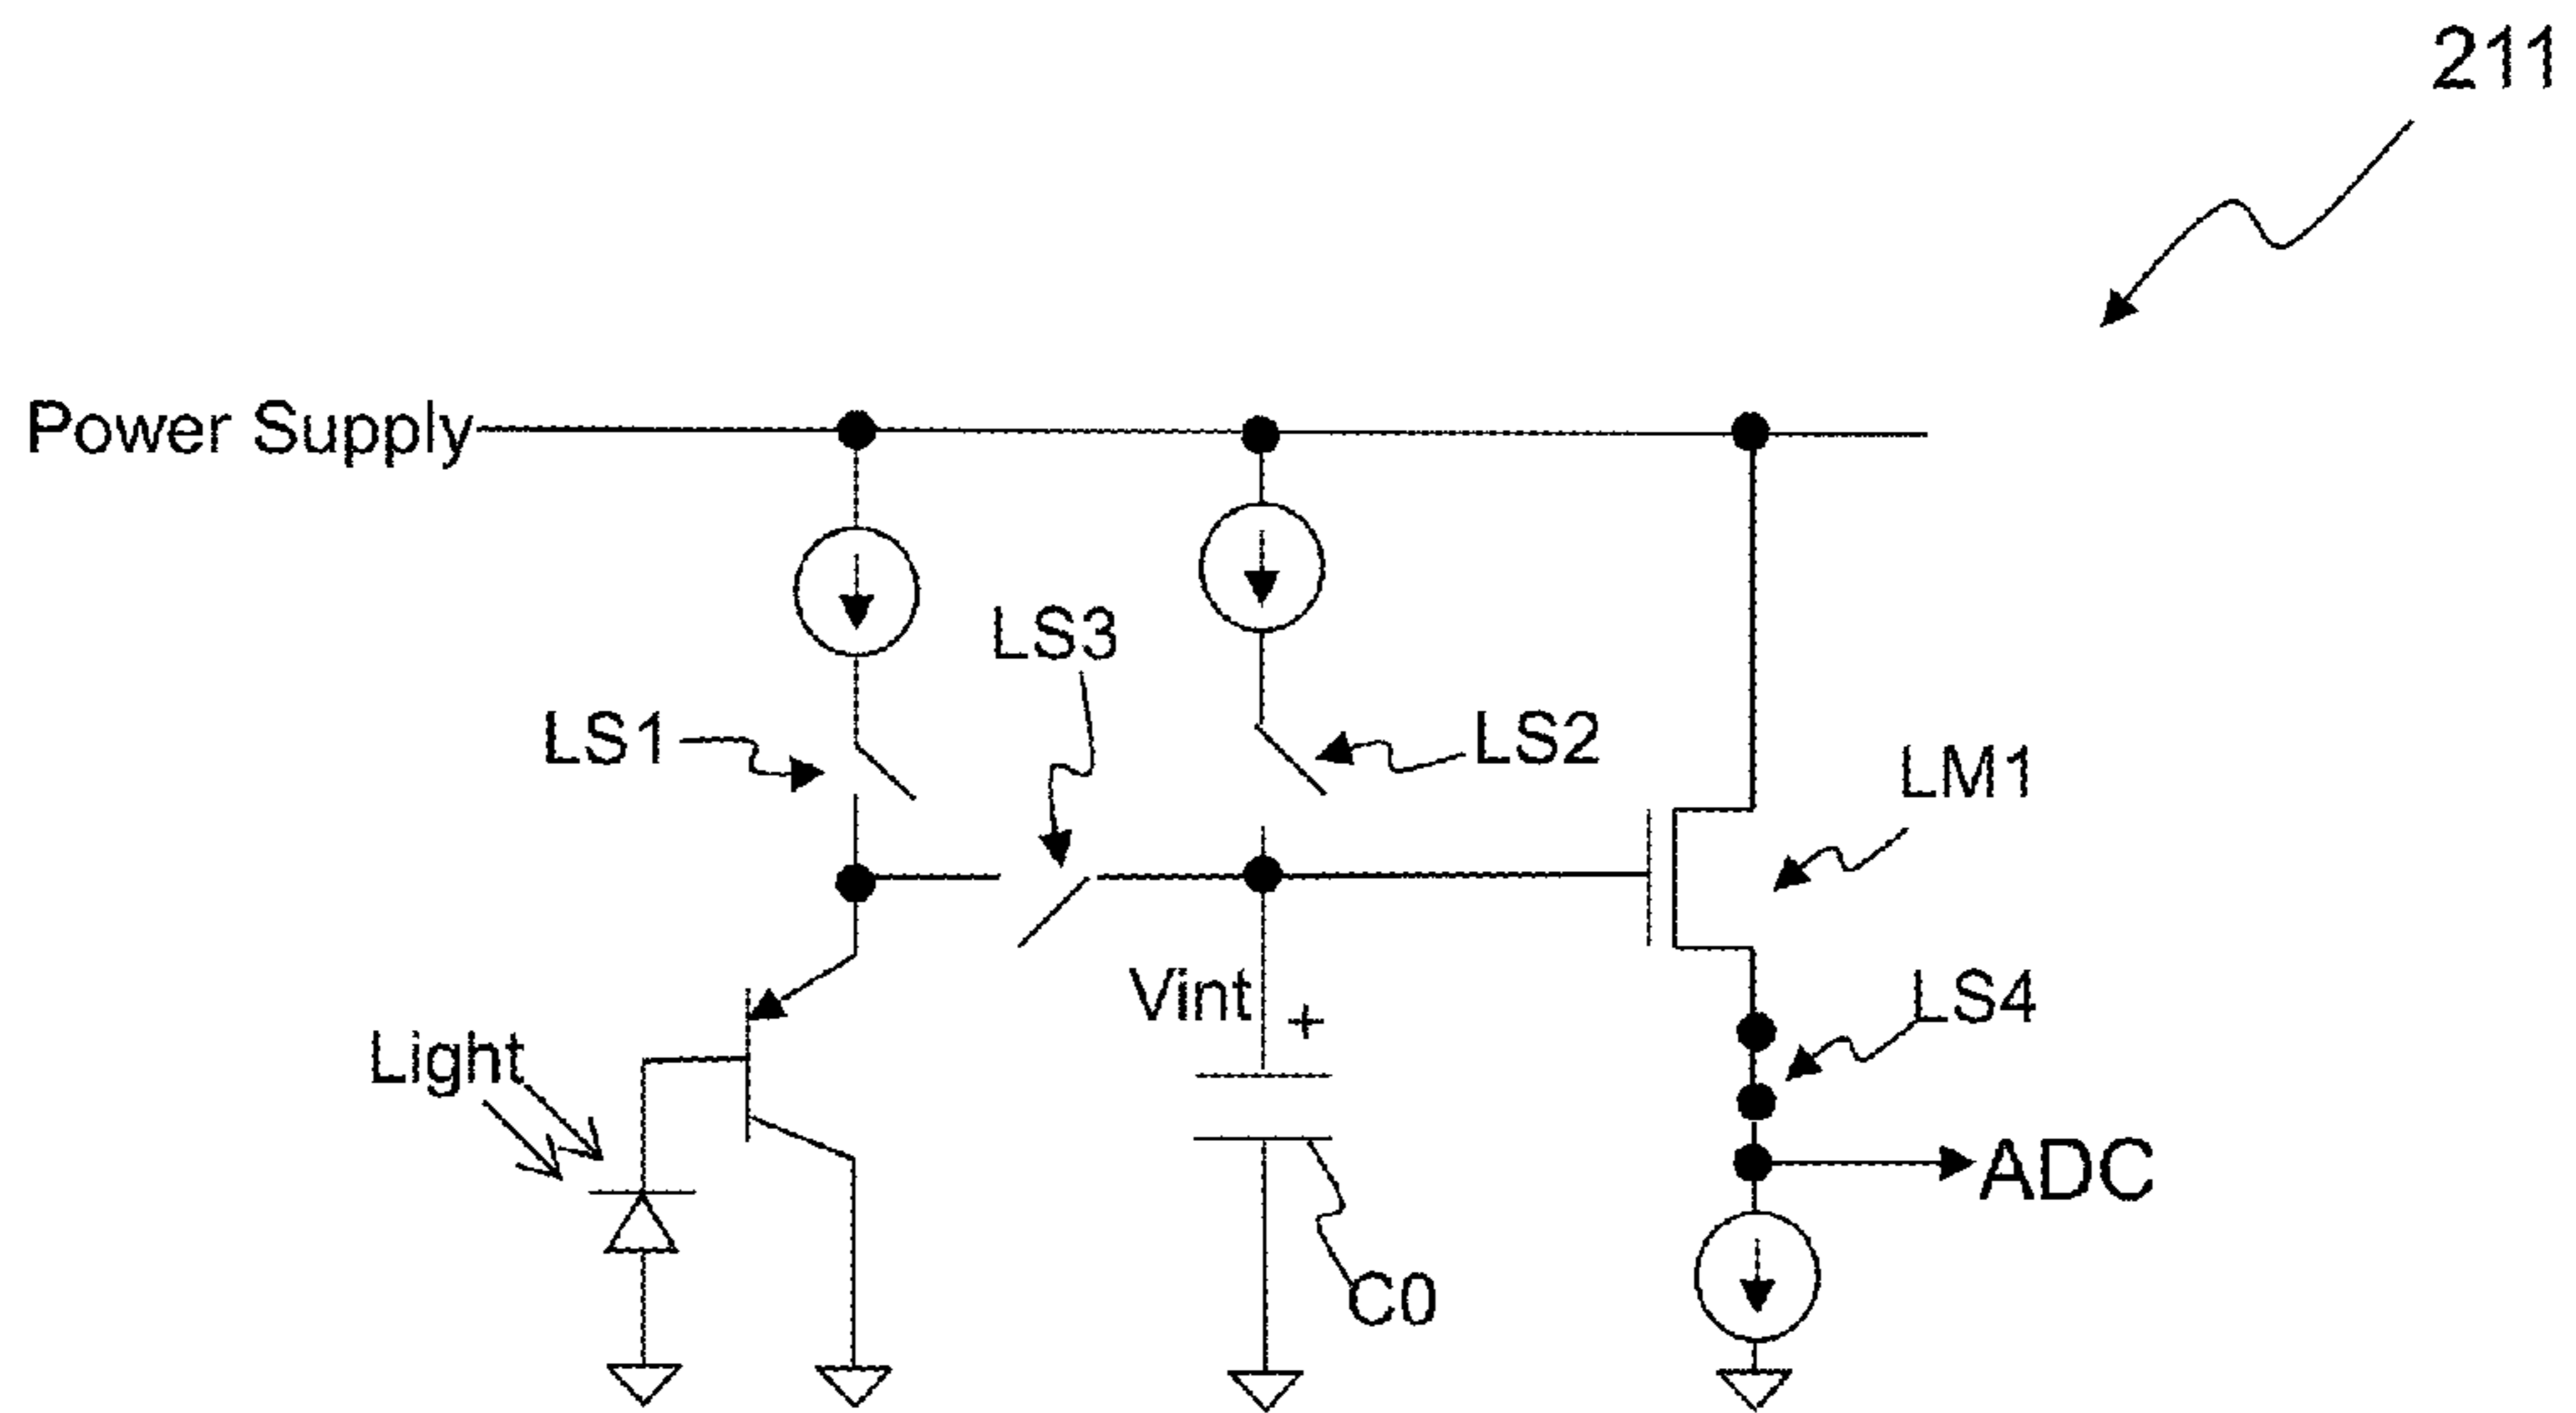 211
Power Supply
LS3
LS1
LS2
LM1
Vint
+
LS4
Light
ADC
C0